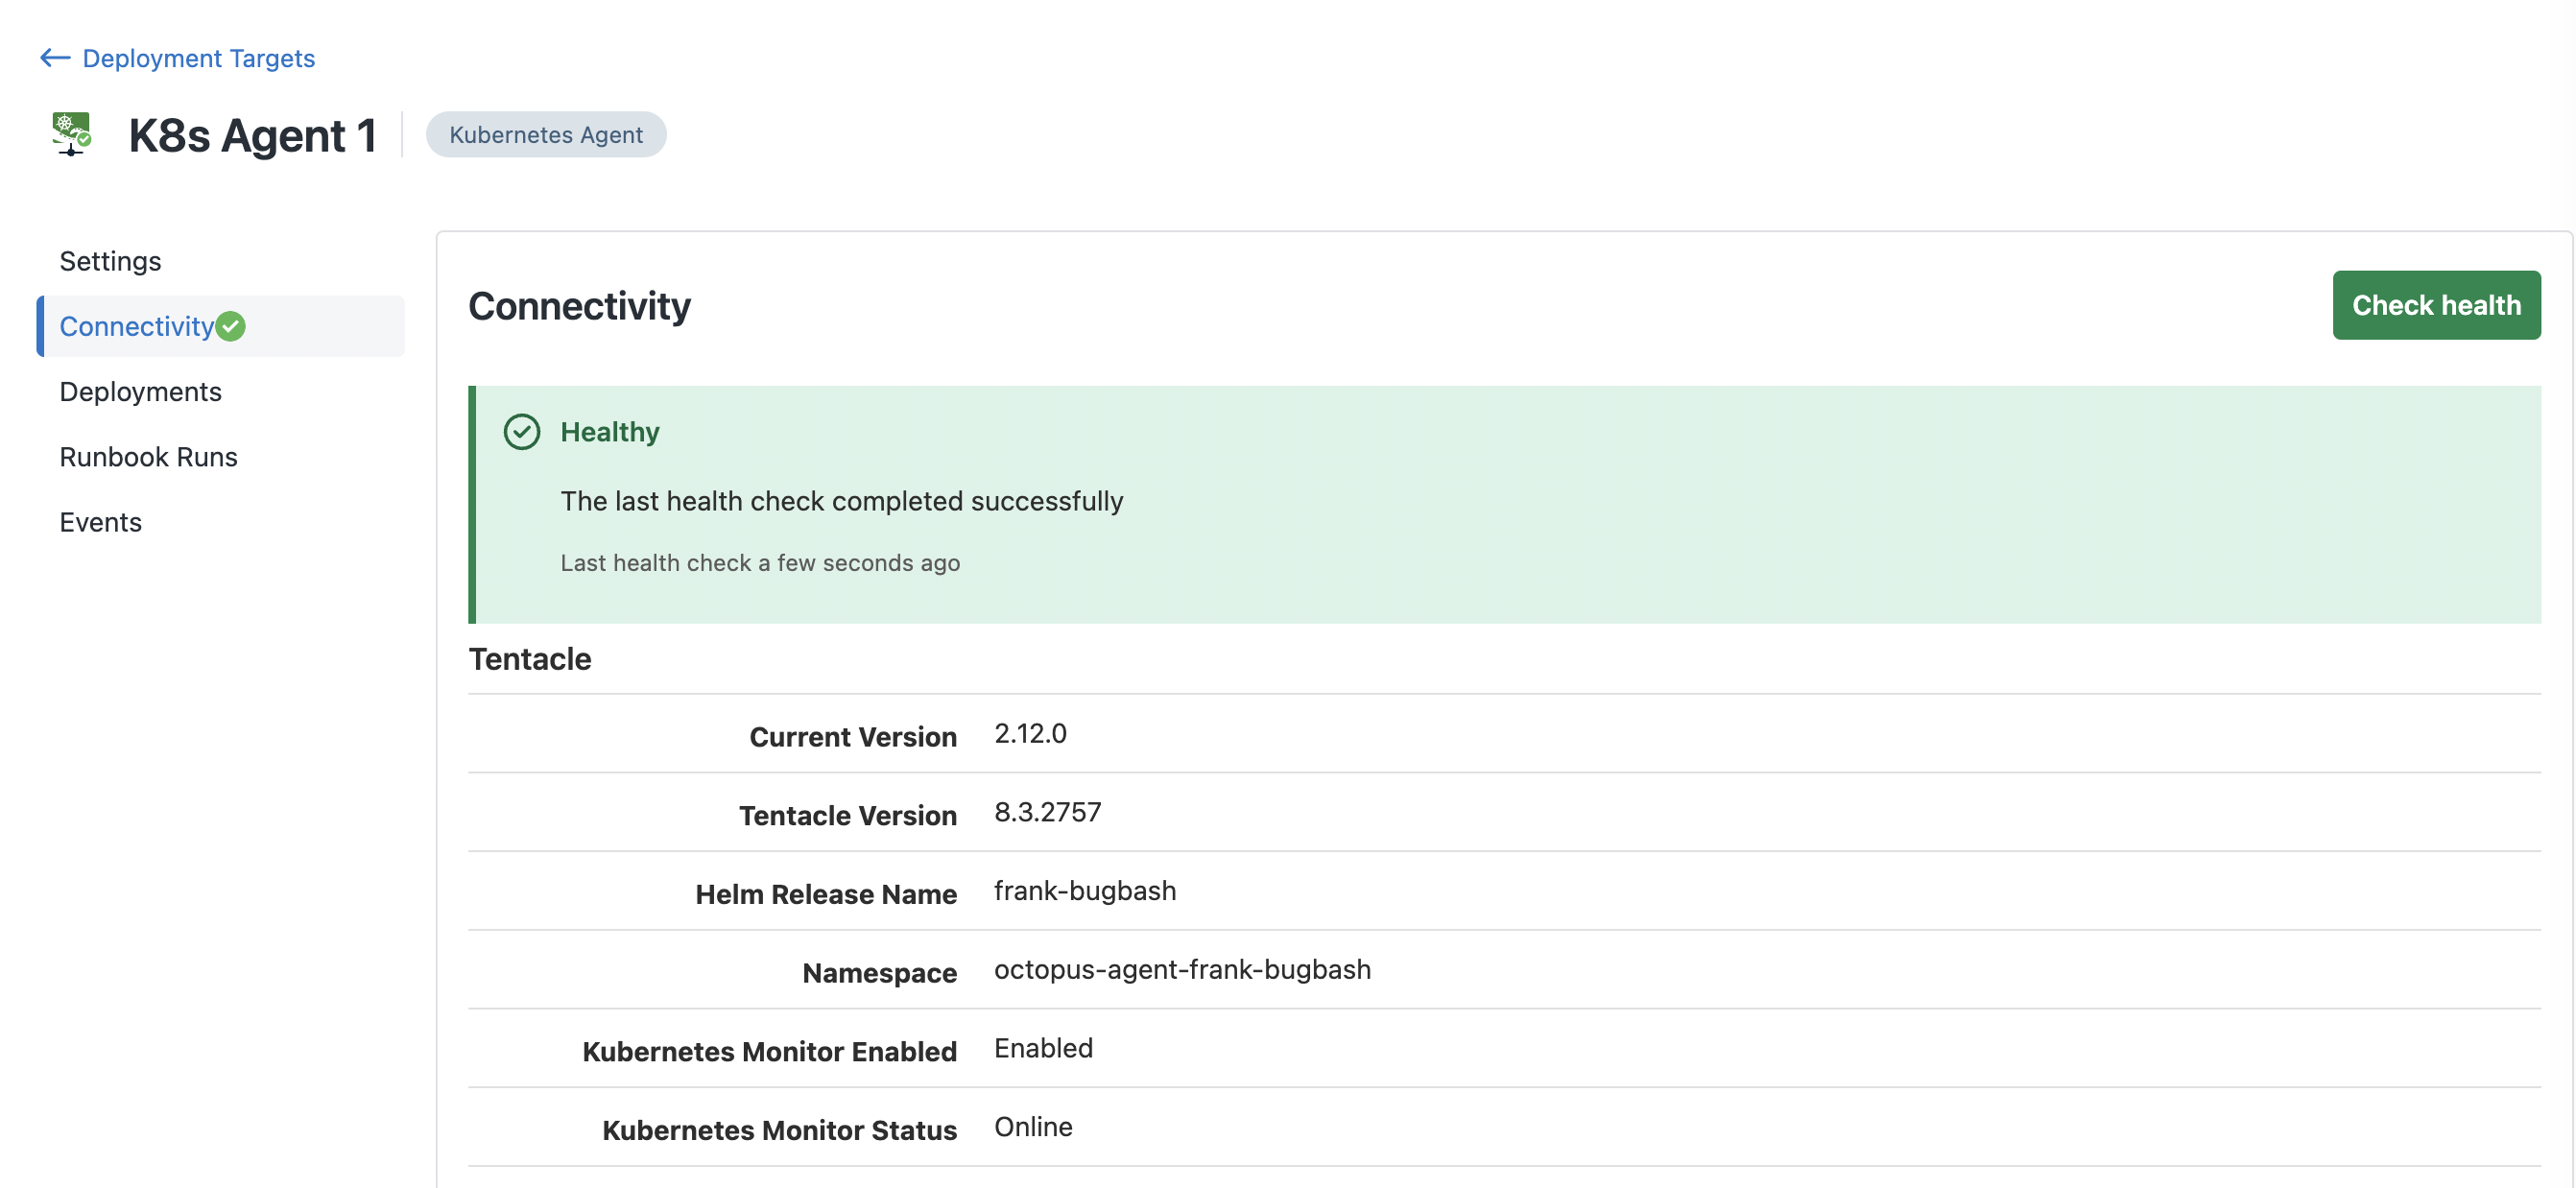 Deployment Targets
K8s Agent 1
Kubernetes Agent
Settings
Connectivity
Deployments
Runbook Runs
Events
Connectivity
Check health
Healthy
The last health check completed successfully
Last health check a few seconds ago
Tentacle
Current Version 2.12.0
Tentacle Version 8.3.2757
Helm Release Name frank-bugbash
Namespace octopus-agent-frank-bugbash
Kubernetes Monitor Enabled Enabled
Kubernetes Monitor Status Online